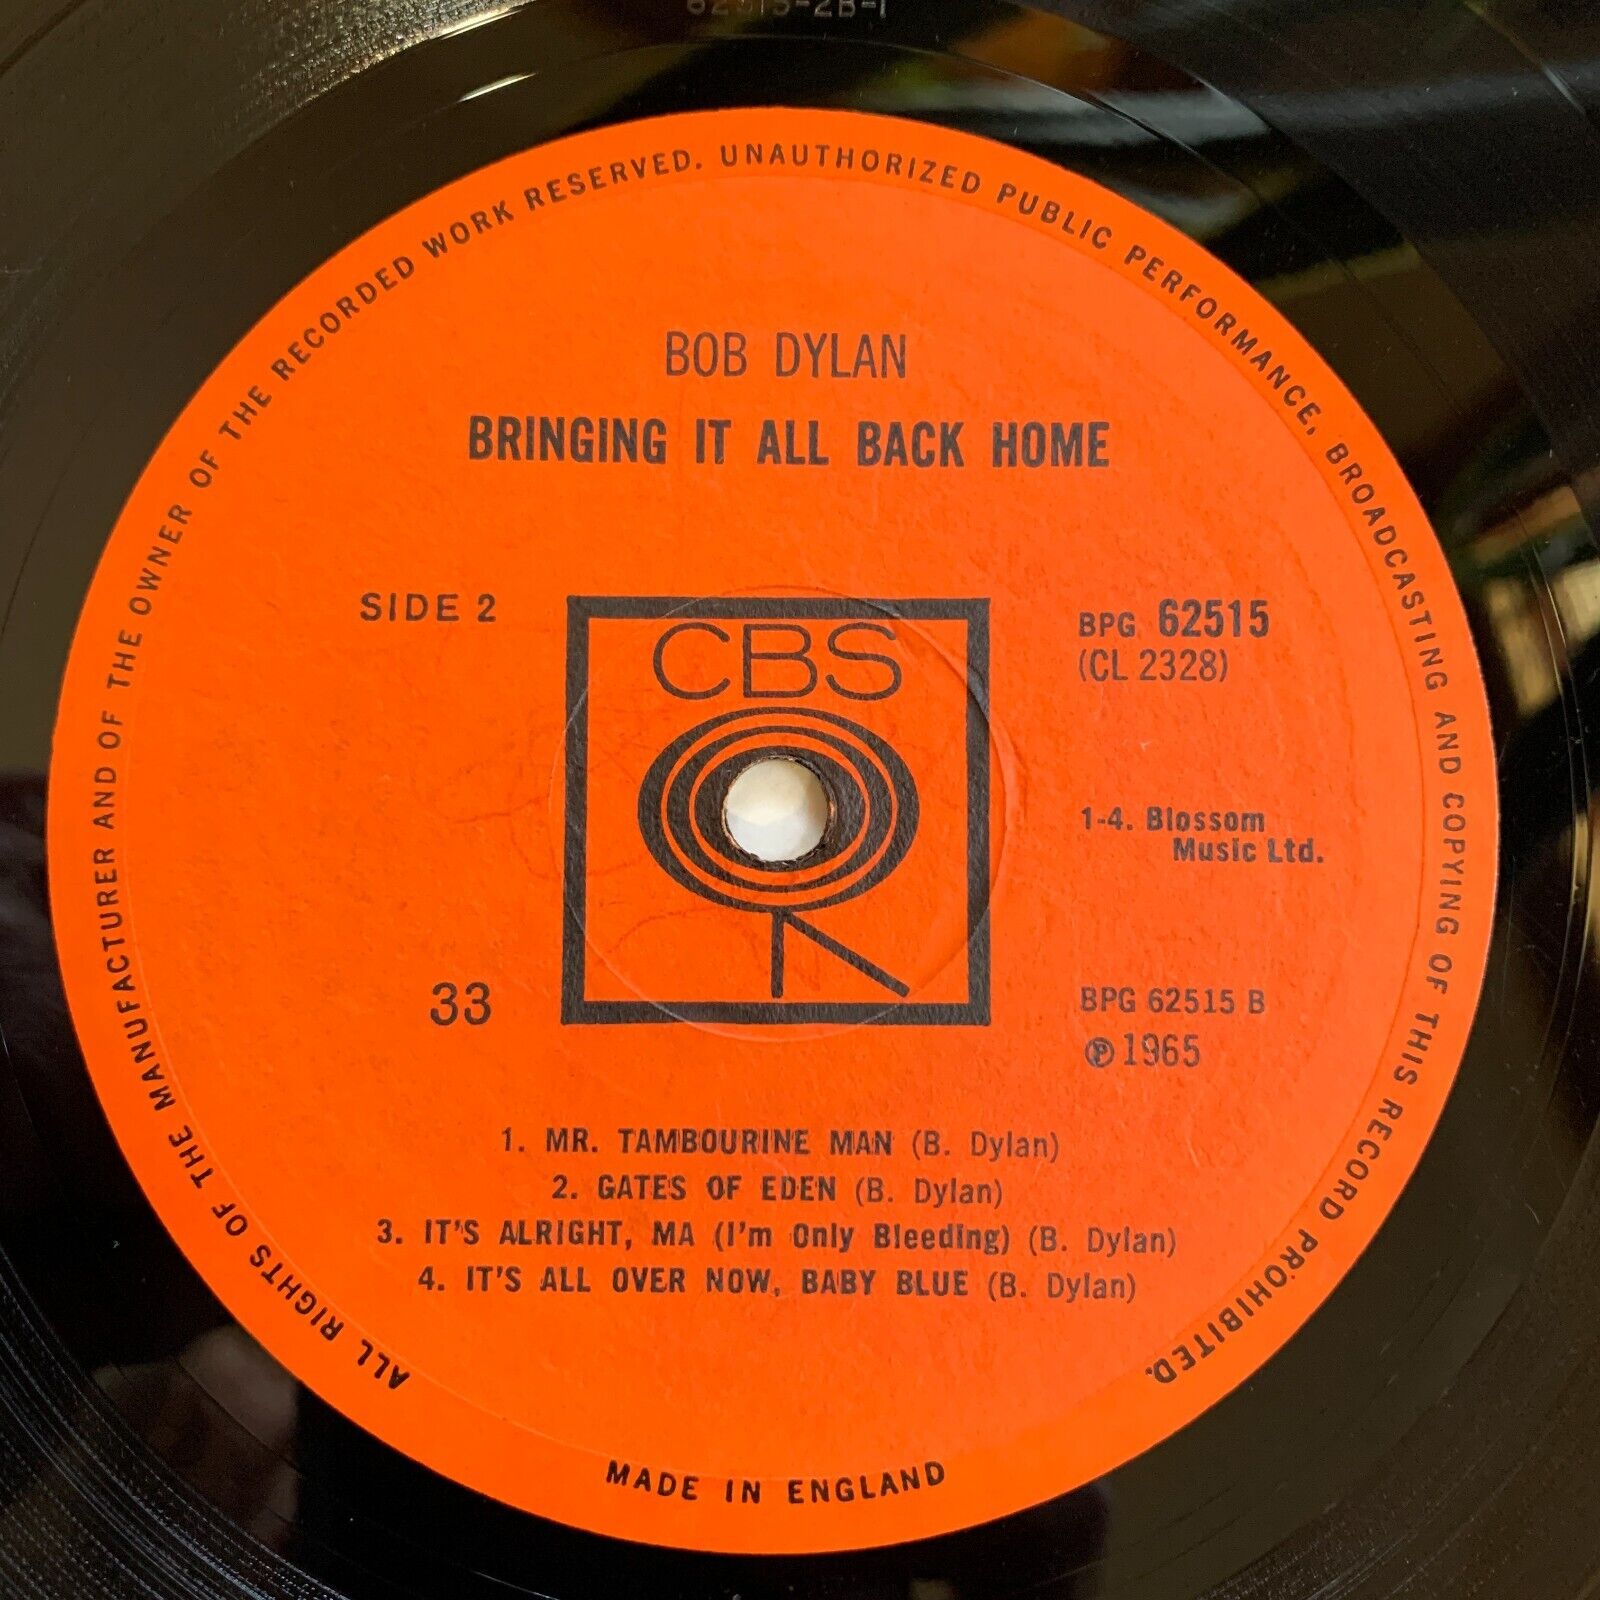 ALL RIGHTS OF THE MANUFACTURER AND OF THE OWNER OF THE RECORDED WORK RESERVED. UNAUTHORIZED PUBLIC PERFORMANCE, BROADCASTING AND COPYING OF THIS RECORD PROHIBITED.
BOB DYLAN
BRINGING IT ALL BACK HOME
SIDE 2
CBS
BPG 62515
(CL 2328)
1-4. Blossom
Music Ltd.
33
BPG 62515 B
℗ 1965
1. MR. TAMBOURINE MAN (B. Dylan)
2. GATES OF EDEN (B. Dylan)
3. IT'S ALRIGHT, MA (I'm Only Bleeding) (B. Dylan)
4. IT'S ALL OVER NOW, BABY BLUE (B. Dylan)
MADE IN ENGLAND